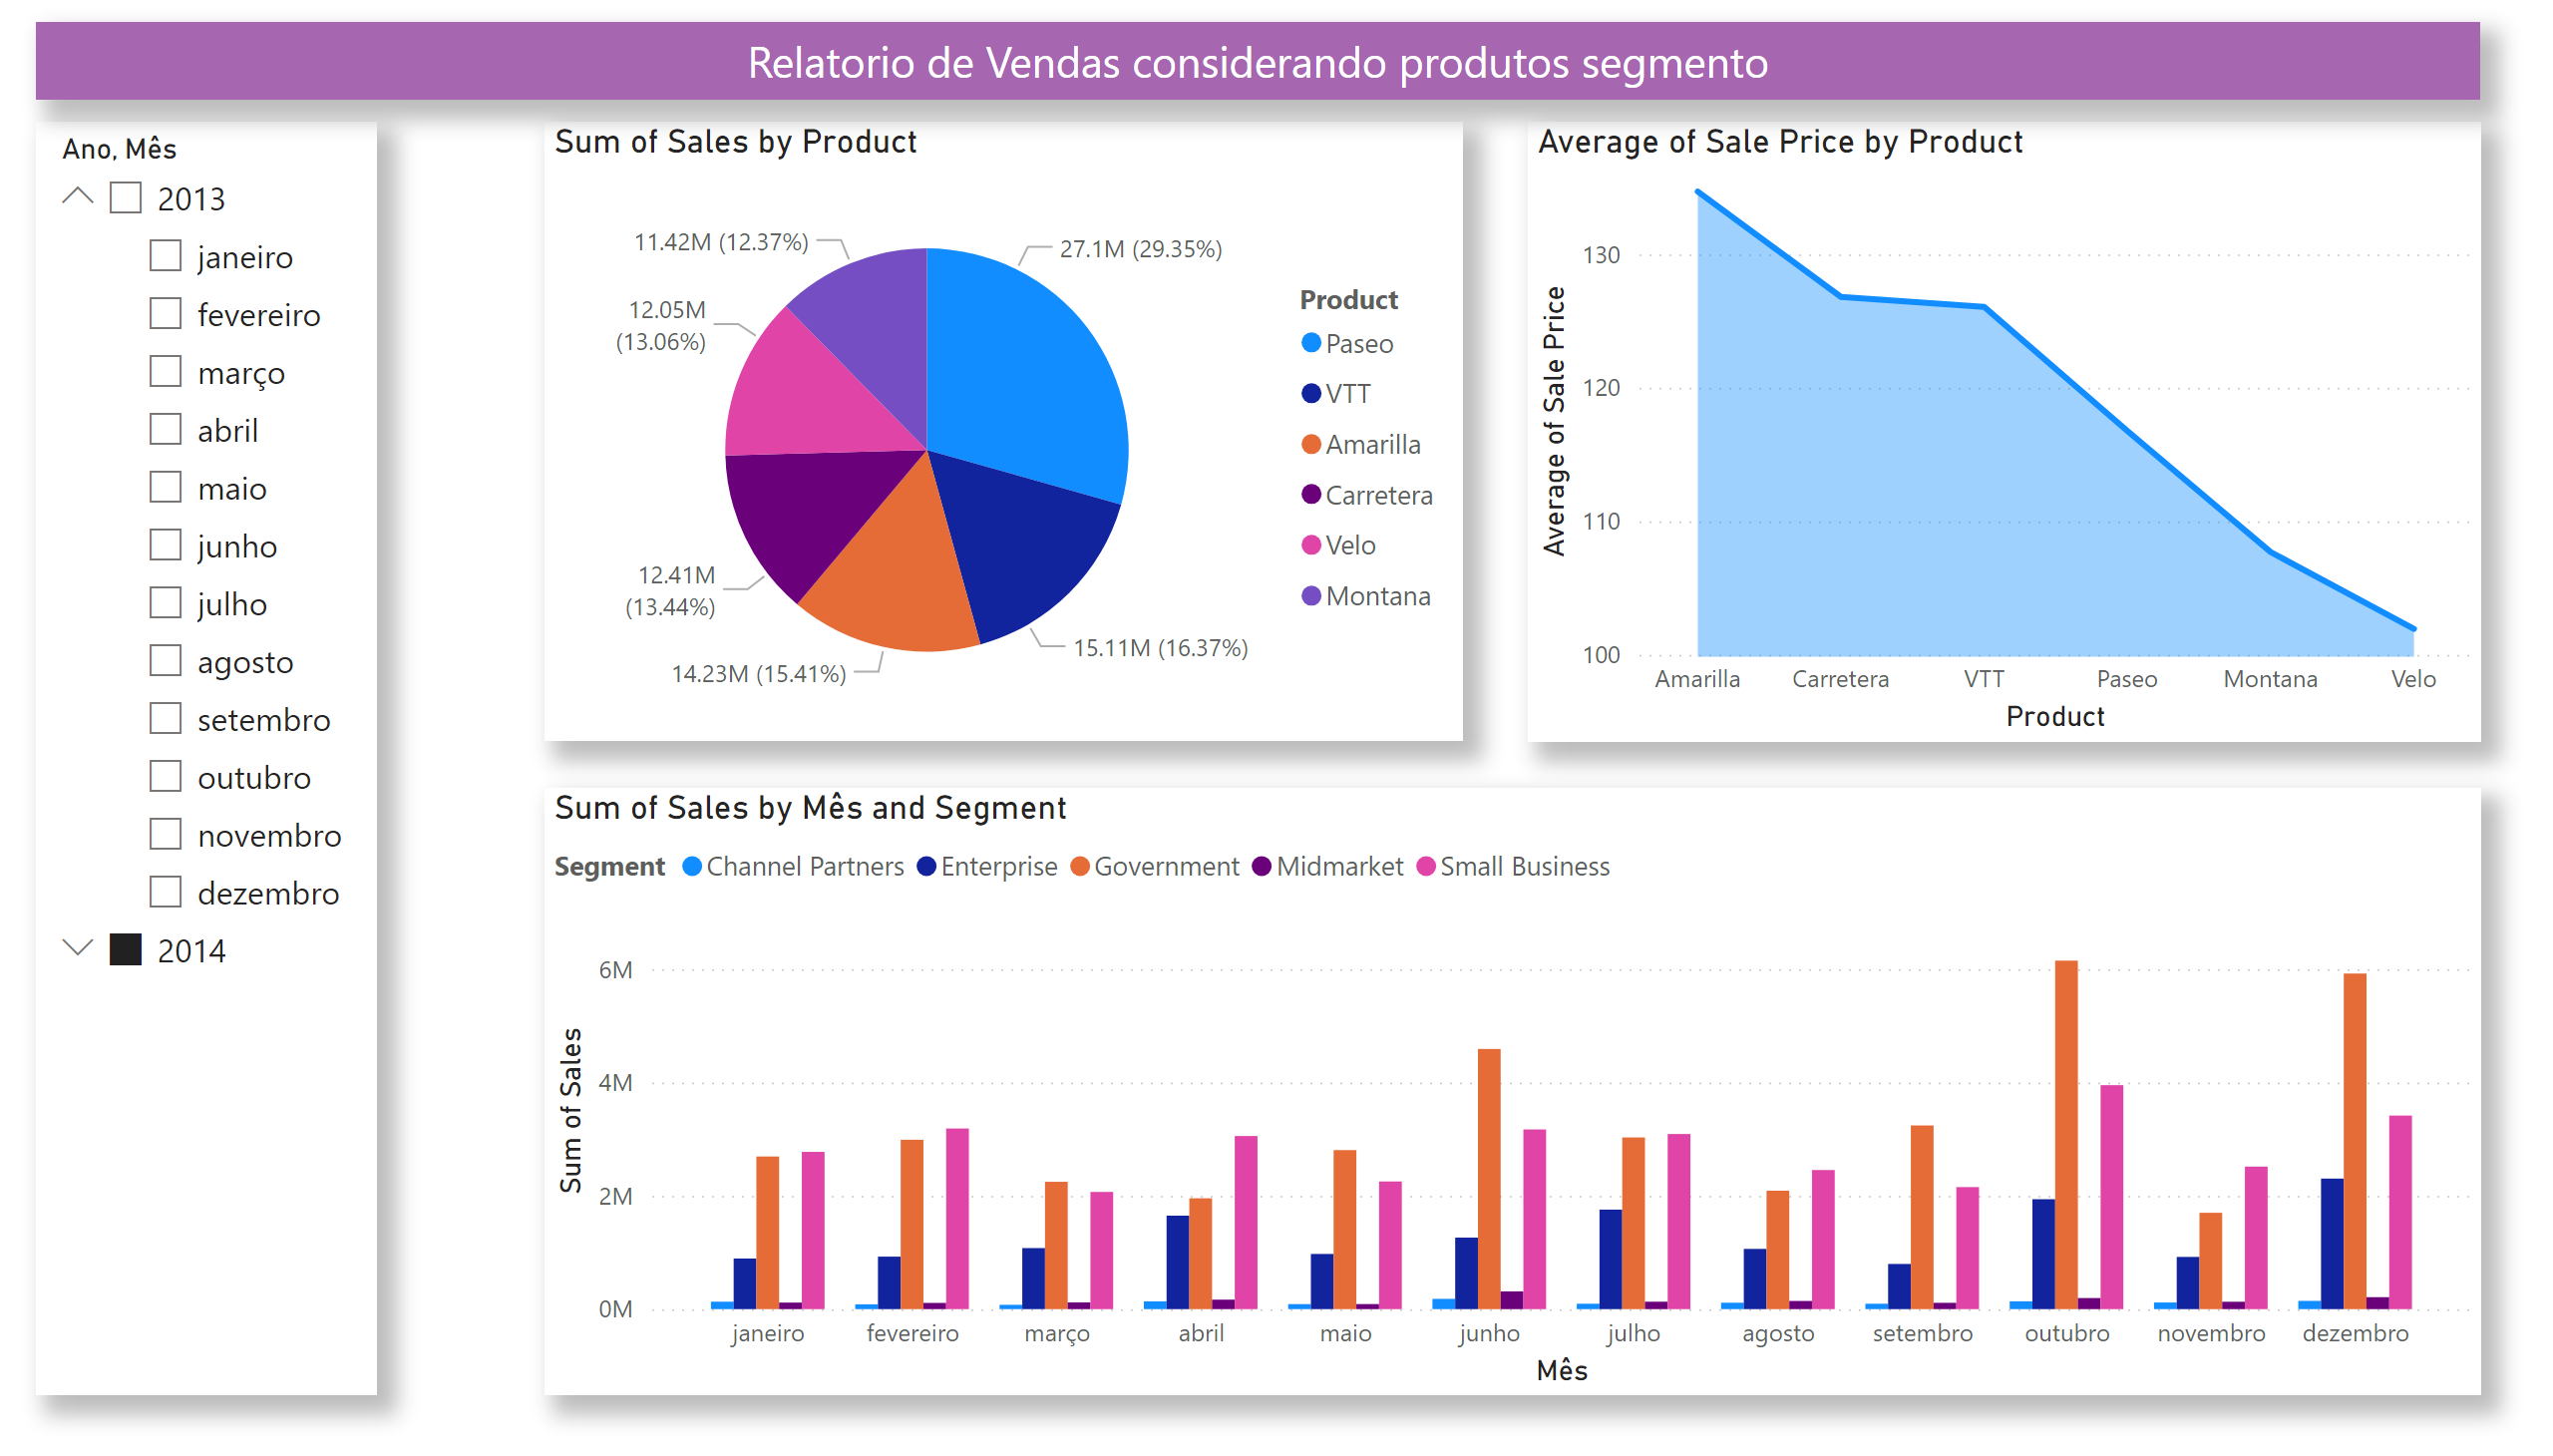 Relatorio de Vendas considerando produtos segmento
Ano, Mês
2013
janeiro
fevereiro
março
abril
maio
junho
julho
agosto
setembro
outubro
novembro
dezembro
2014
Sum of Sales by Product
11.42M (12.37%)
27.1M (29.35%)
12.05M
(13.06%)
12.41M
(13.44%)
14.23M (15.41%)
15.11M (16.37%)
Product
Paseo
VTT
Amarilla
Carretera
Velo
Montana
Average of Sale Price by Product
Average of Sale Price
130
120
110
100
Amarilla Carretera VTT Paseo Montana Velo
Product
Sum of Sales by Mês and Segment
Segment Channel Partners Enterprise Government Midmarket Small Business
Sum of Sales
6M
4M
2M
0M
janeiro fevereiro março abril maio junho julho agosto setembro outubro novembro dezembro
Mês